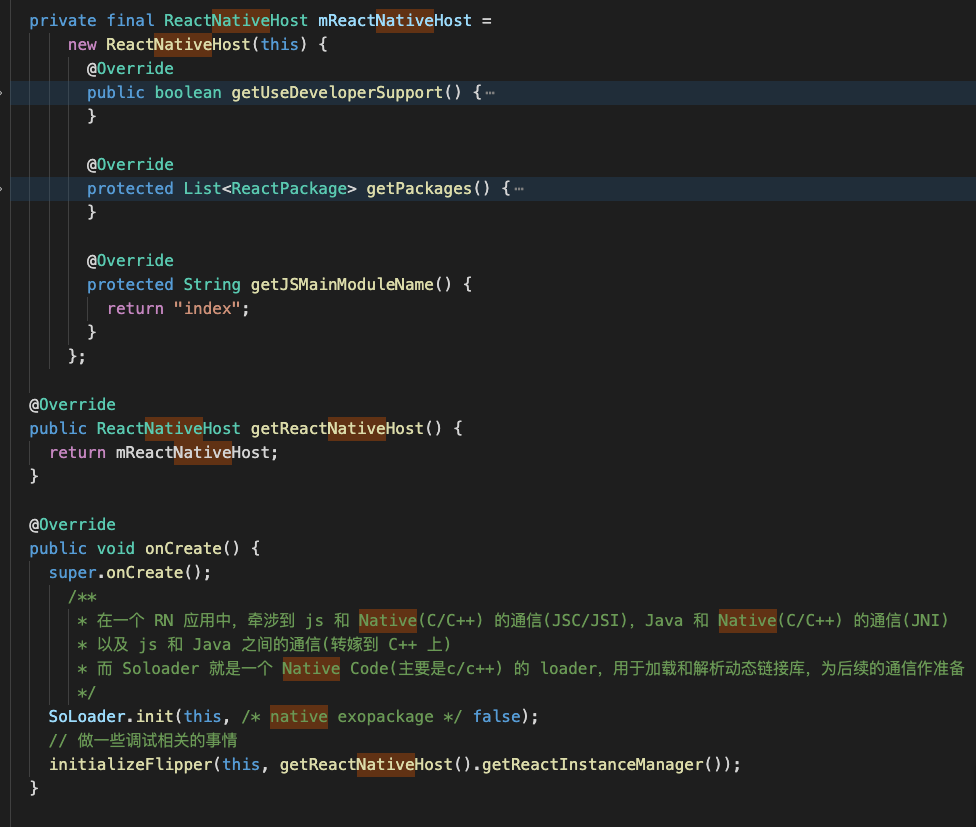 private final ReactNativeHost mReactNativeHost =
new ReactNativeHost(this) {
@Override
public boolean getUseDeveloperSupport() {⋯
}
@Override
protected List<ReactPackage> getPackages() {⋯
}
@Override
protected String getJSMainModuleName() {
return "index";
}
};
@Override
public ReactNativeHost getReactNativeHost() {
return mReactNativeHost;
}
@Override
public void onCreate() {
super.onCreate();
/**
* 在一个 RN 应用中，牵涉到 js 和 Native(C/C++) 的通信(JSC/JSI)，Java 和 Native(C/C++) 的通信(JNI)
* 以及 js 和 Java 之间的通信(转嫁到 C++ 上)
* 而 Soloader 就是一个 Native Code(主要是c/c++) 的 loader，用于加载和解析动态链接库，为后续的通信作准备
*/
SoLoader.init(this, /* native exopackage */ false);
// 做一些调试相关的事情
initializeFlipper(this, getReactNativeHost().getReactInstanceManager());
}